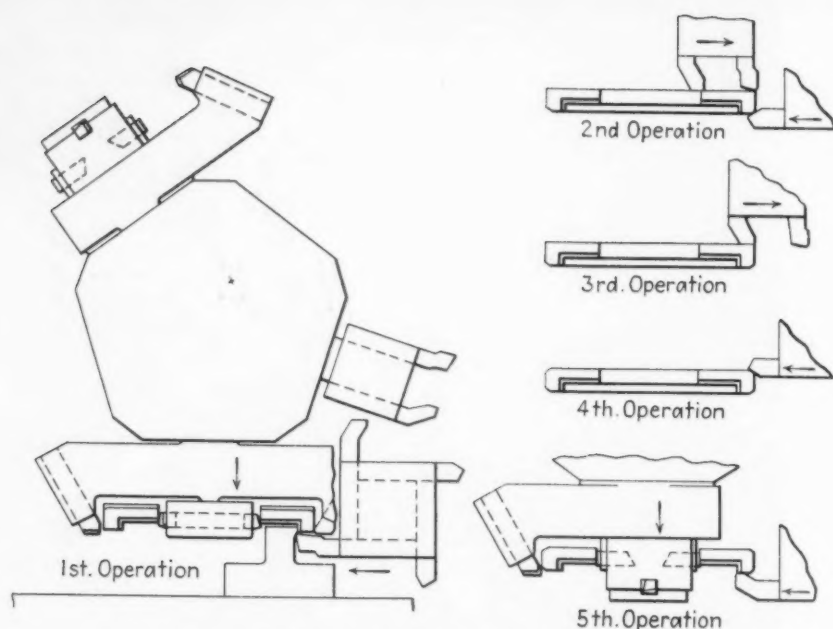 1st. Operation
2nd Operation
3rd. Operation
4th. Operation
5th. Operation